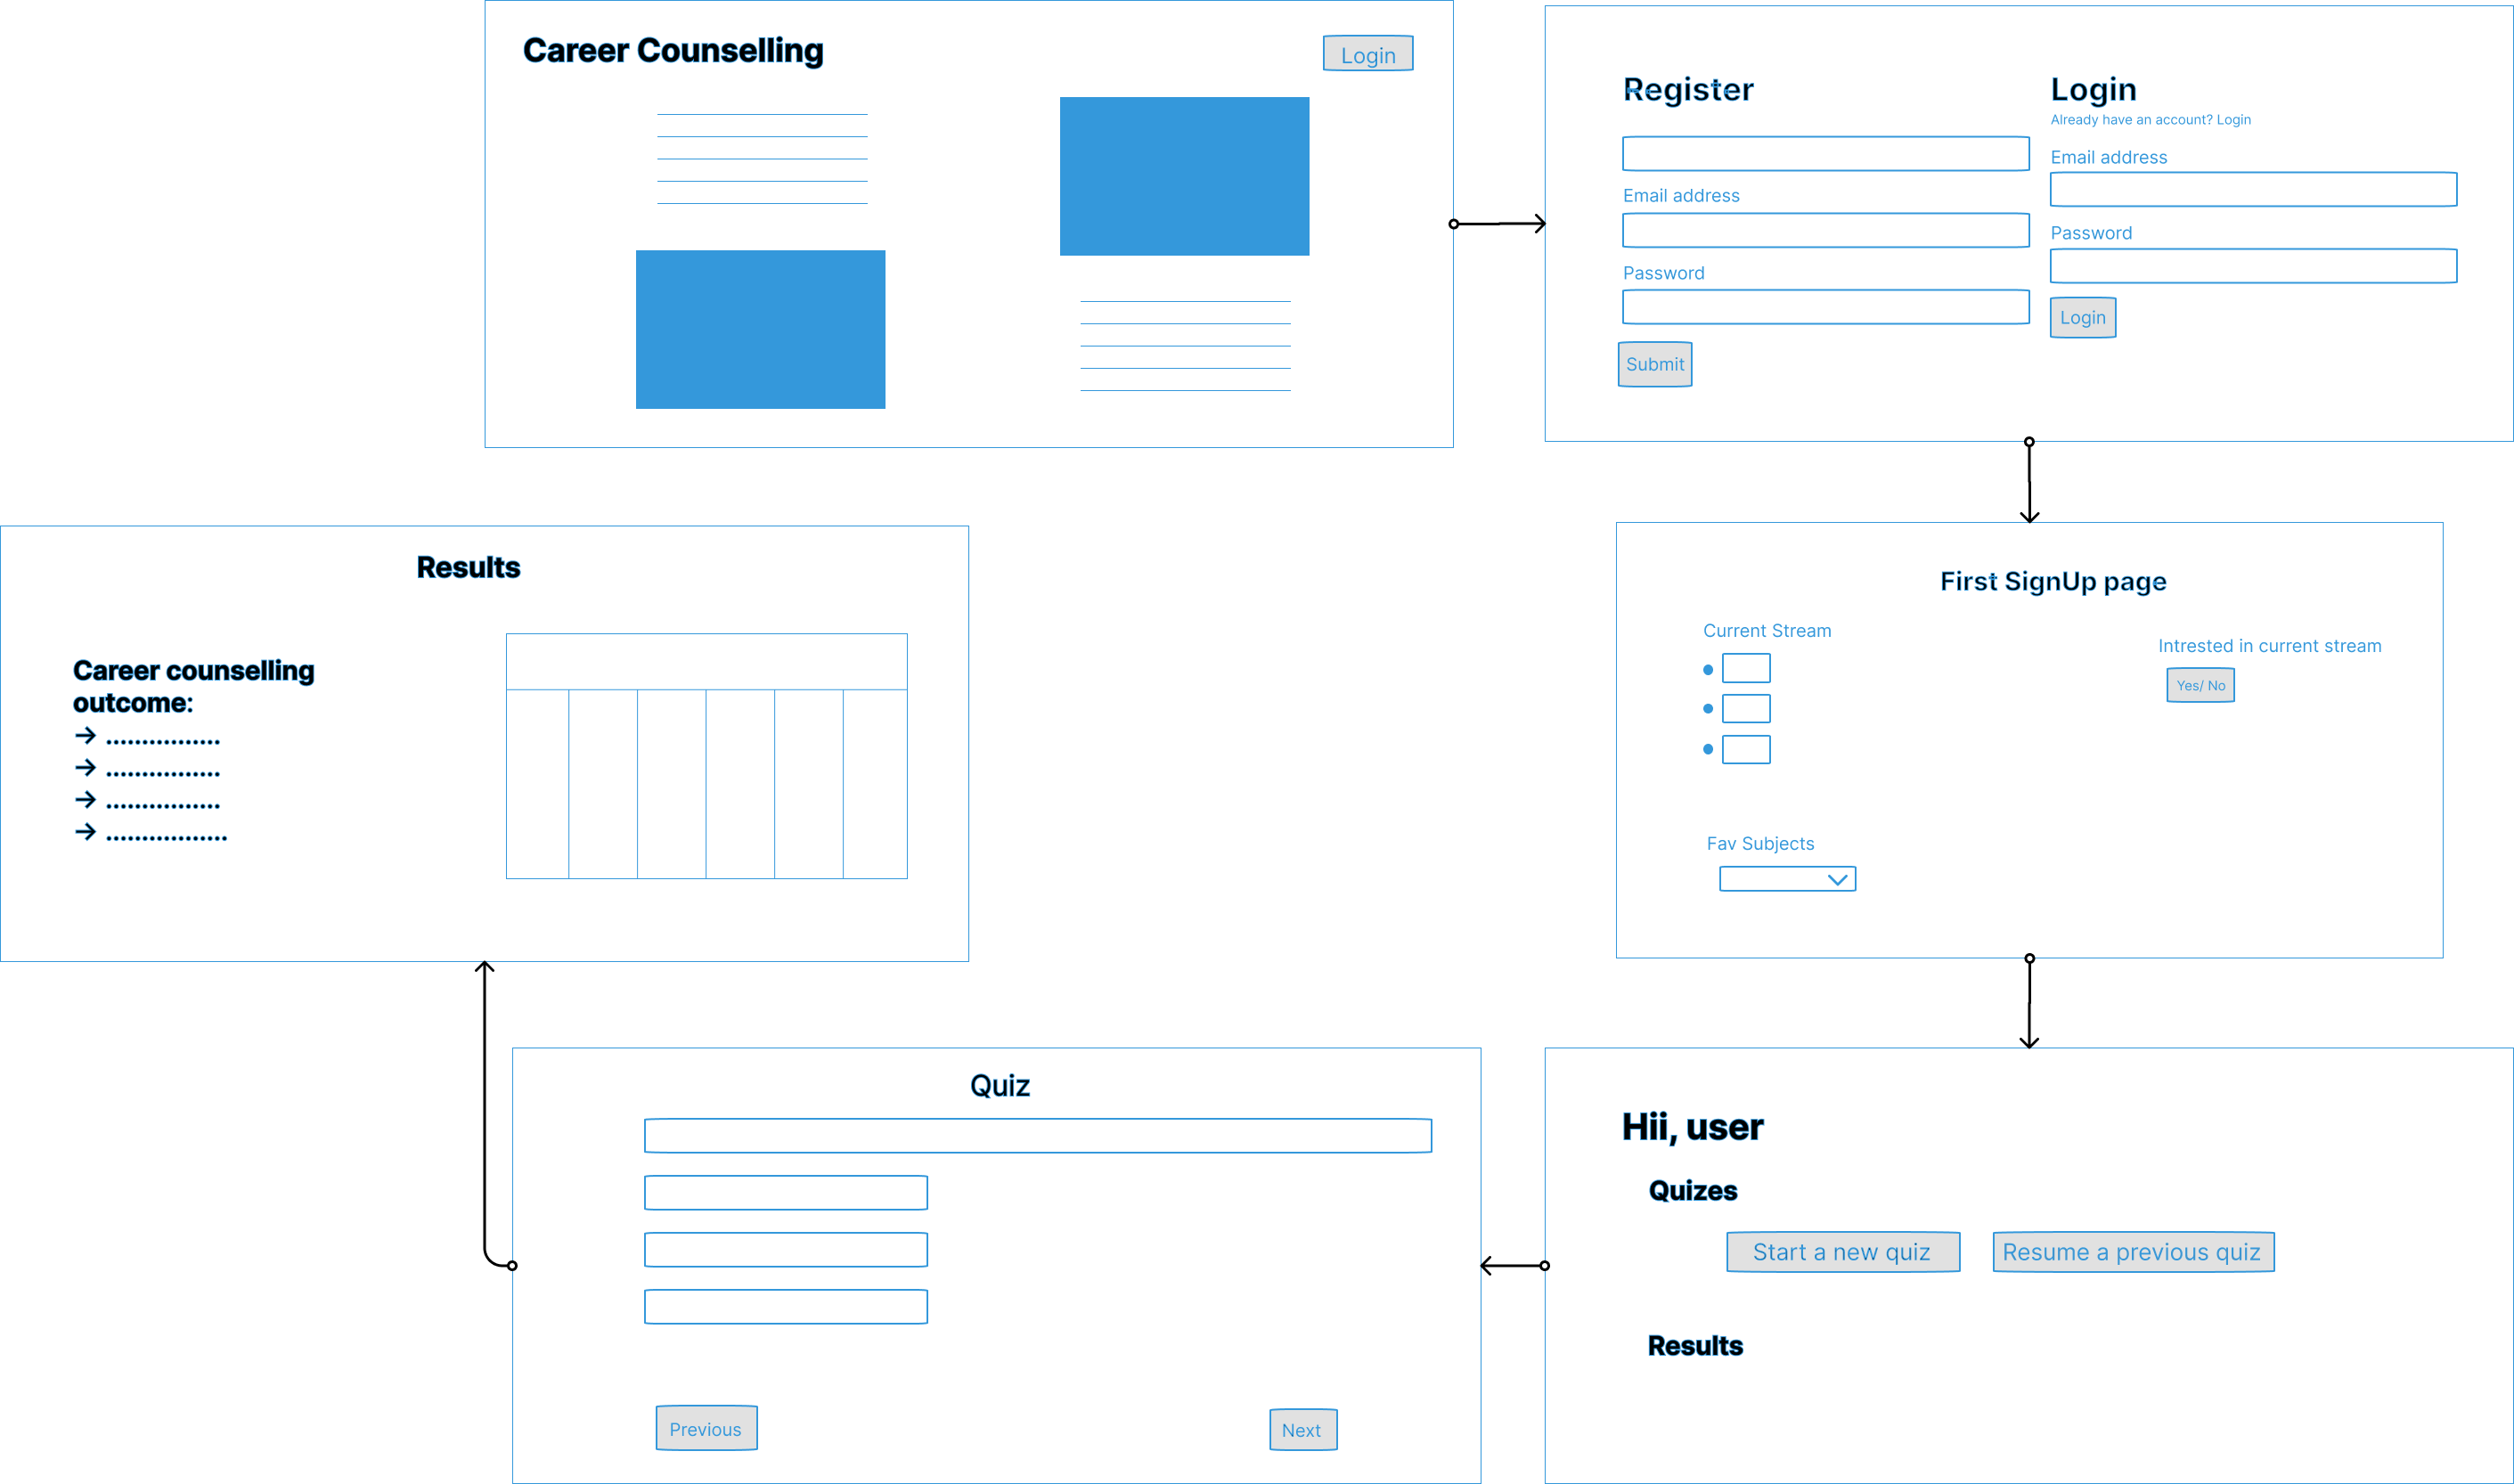 Career Counselling
Login
Register
Email address
Password
Submit
Login
Already have an account? Login
Email address
Password
Login
First SignUp page
Current Stream
Intrested in current stream
Yes/ No
Fav Subjects
Hii, user
Quizes
Start a new quiz
Resume a previous quiz
Results
Quiz
Previous
Next
Results
Career counselling
outcome:
→ ................
→ ................
→ ................
→ .................